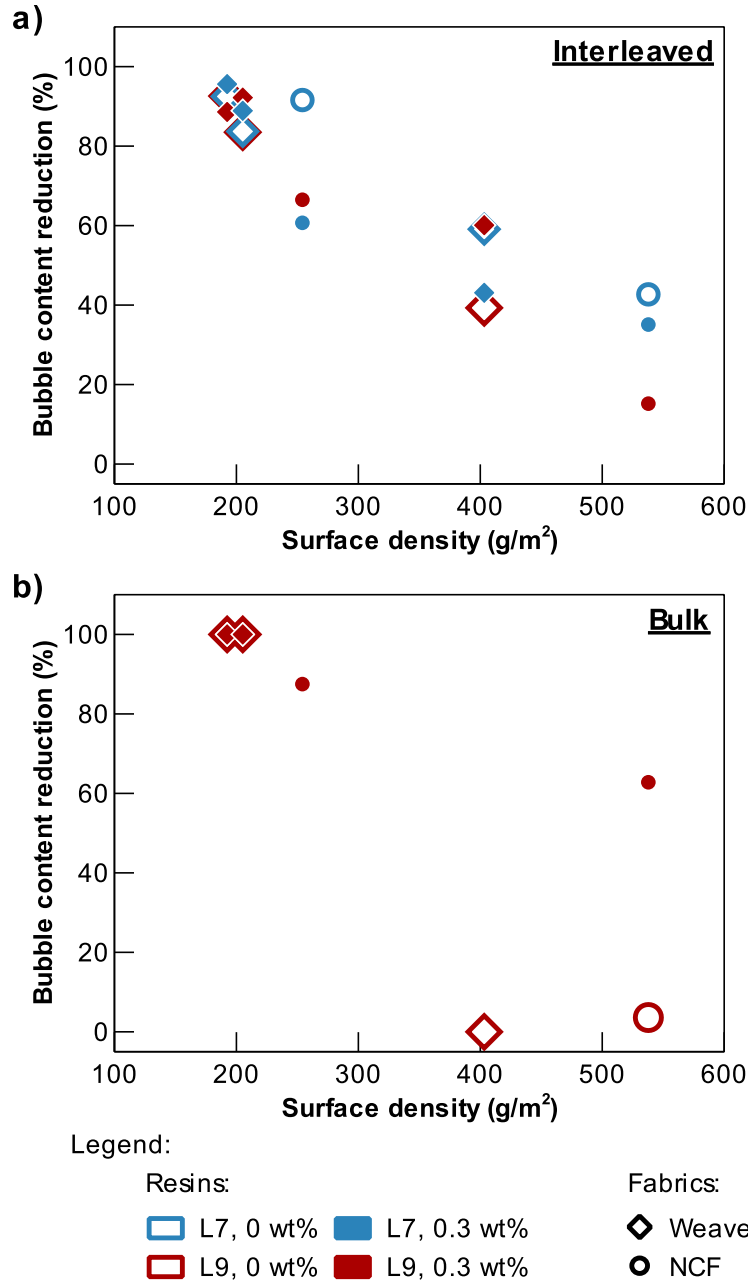 a)
Interleaved
Bubble content reduction (%)
100
80
60
40
20
0
100 200 300 400 500 600
Surface density (g/m²)
b)
Bulk
Bubble content reduction (%)
100
80
60
40
20
0
100 200 300 400 500 600
Surface density (g/m²)
Legend:
Resins: Fabrics:
L7, 0 wt% L7, 0.3 wt% Weave
L9, 0 wt% L9, 0.3 wt% NCF